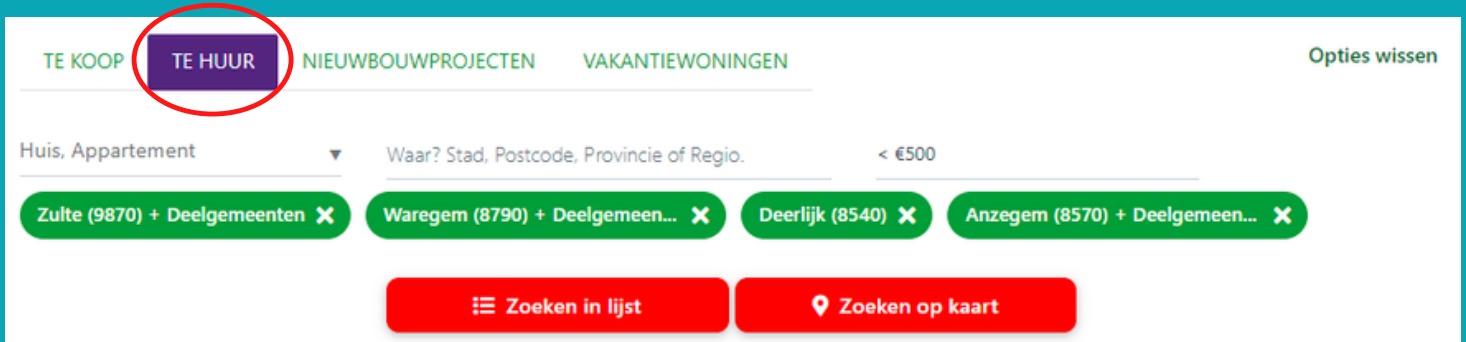 TE KOOP TE HUUR NIEUWBOUWPROJECTEN VAKANTIEWONINGEN Opties wissen
Huis, Appartement Waar? Stad, Postcode, Provincie of Regio. < €500
Zulte (9870) + Deelgemeenten Waregem (8790) + Deelgemeen... Deerlijk (8540) Anzegem (8570) + Deelgemeen...
Zoeken in lijst Zoeken op kaart